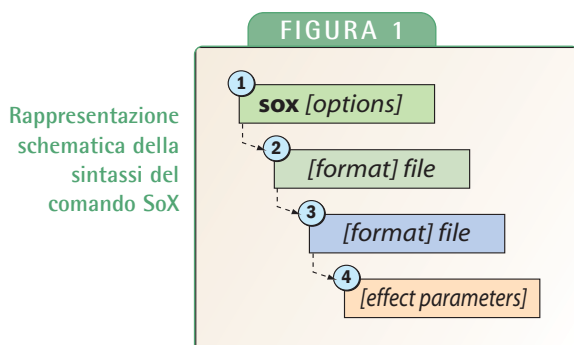 FIGURA 1
Rappresentazione
schematica della
sintassi del
comando SoX
1
sox [options]
2
[format] file
3
[format] file
4
[effect parameters]